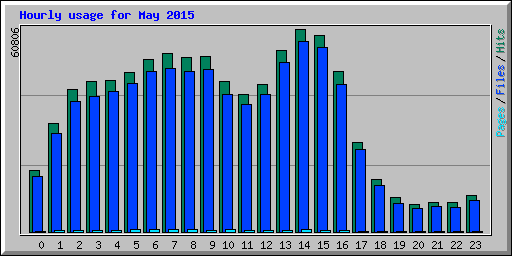 Hourly usage for May 2015
60806
Pages / Files / Hits
0 1 2 3 4 5 6 7 8 9 10 11 12 13 14 15 16 17 18 19 20 21 22 23